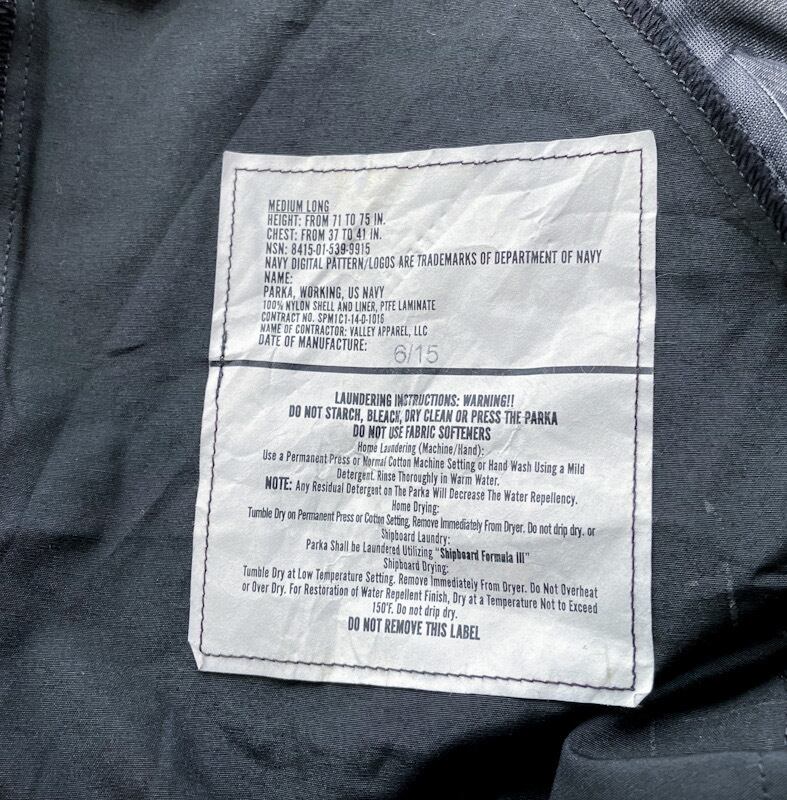 MEDIUM LONG
HEIGHT: FROM 71 TO 75 IN.
CHEST: FROM 37 TO 41 IN.
NSN: 8415-01-539-9915
NAVY DIGITAL PATTERN/LOGOS ARE TRADEMARKS OF DEPARTMENT OF NAVY
NAME:
PARKA, WORKING, US NAVY
100% NYLON SHELL AND LINER, PTFE LAMINATE
CONTRACT NO. SPM1C1-14-D-1016
NAME OF CONTRACTOR: VALLEY APPAREL, LLC
DATE OF MANUFACTURE: 6/15
LAUNDERING INSTRUCTIONS: WARNING!!
DO NOT STARCH, BLEACH, DRY CLEAN OR PRESS THE PARKA
DO NOT USE FABRIC SOFTENERS
Home Laundering (Machine/Hand):
Use a Permanent Press or Normal Cotton Machine Setting or Hand Wash Using a Mild
Detergent. Rinse Thoroughly in Warm Water.
NOTE: Any Residual Detergent on The Parka Will Decrease The Water Repellency.
Home Drying:
Tumble Dry on Permanent Press or Cotton Setting, Remove Immediately From Dryer. Do not drip dry. or
Shipboard Laundry:
Parka Shall be Laundered Utilizing "Shipboard Formula III"
Shipboard Drying:
Tumble Dry at Low Temperature Setting. Remove Immediately From Dryer. Do Not Overheat
or Over Dry. For Restoration of Water Repellent Finish, Dry at a Temperature Not to Exceed
150°F. Do not drip dry.
DO NOT REMOVE THIS LABEL